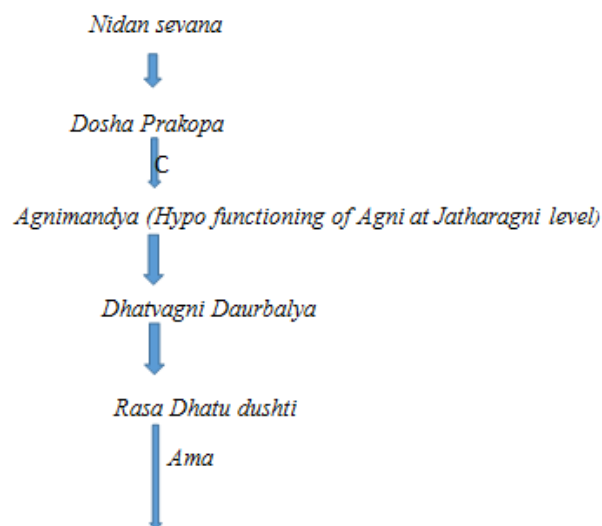 Nidan sevana
Dosha Prakopa
C
Agnimandya (Hypo functioning of Agni at Jatharagni level)
Dhatvagni Daurbalya
Rasa Dhatu dushti
Ama